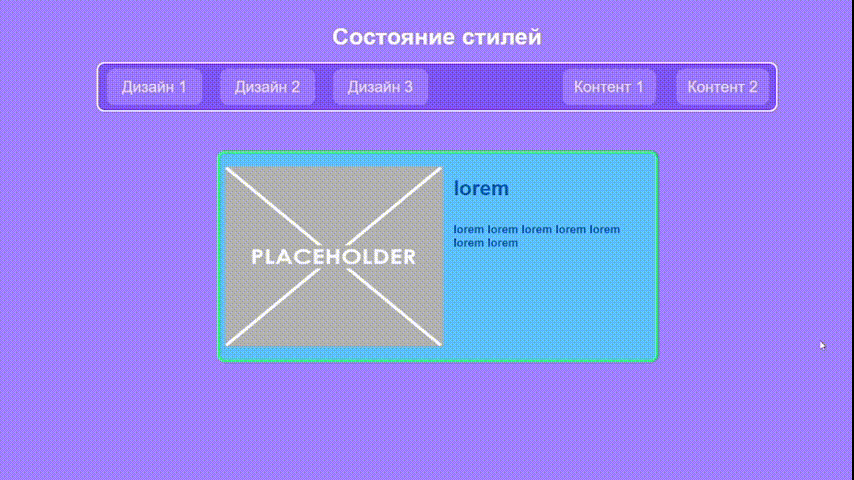 Состояние стилей
Дизайн 1 Дизайн 2 Дизайн 3 Контент 1 Контент 2
lorem
lorem lorem lorem lorem lorem
lorem lorem
PLACEHOLDER